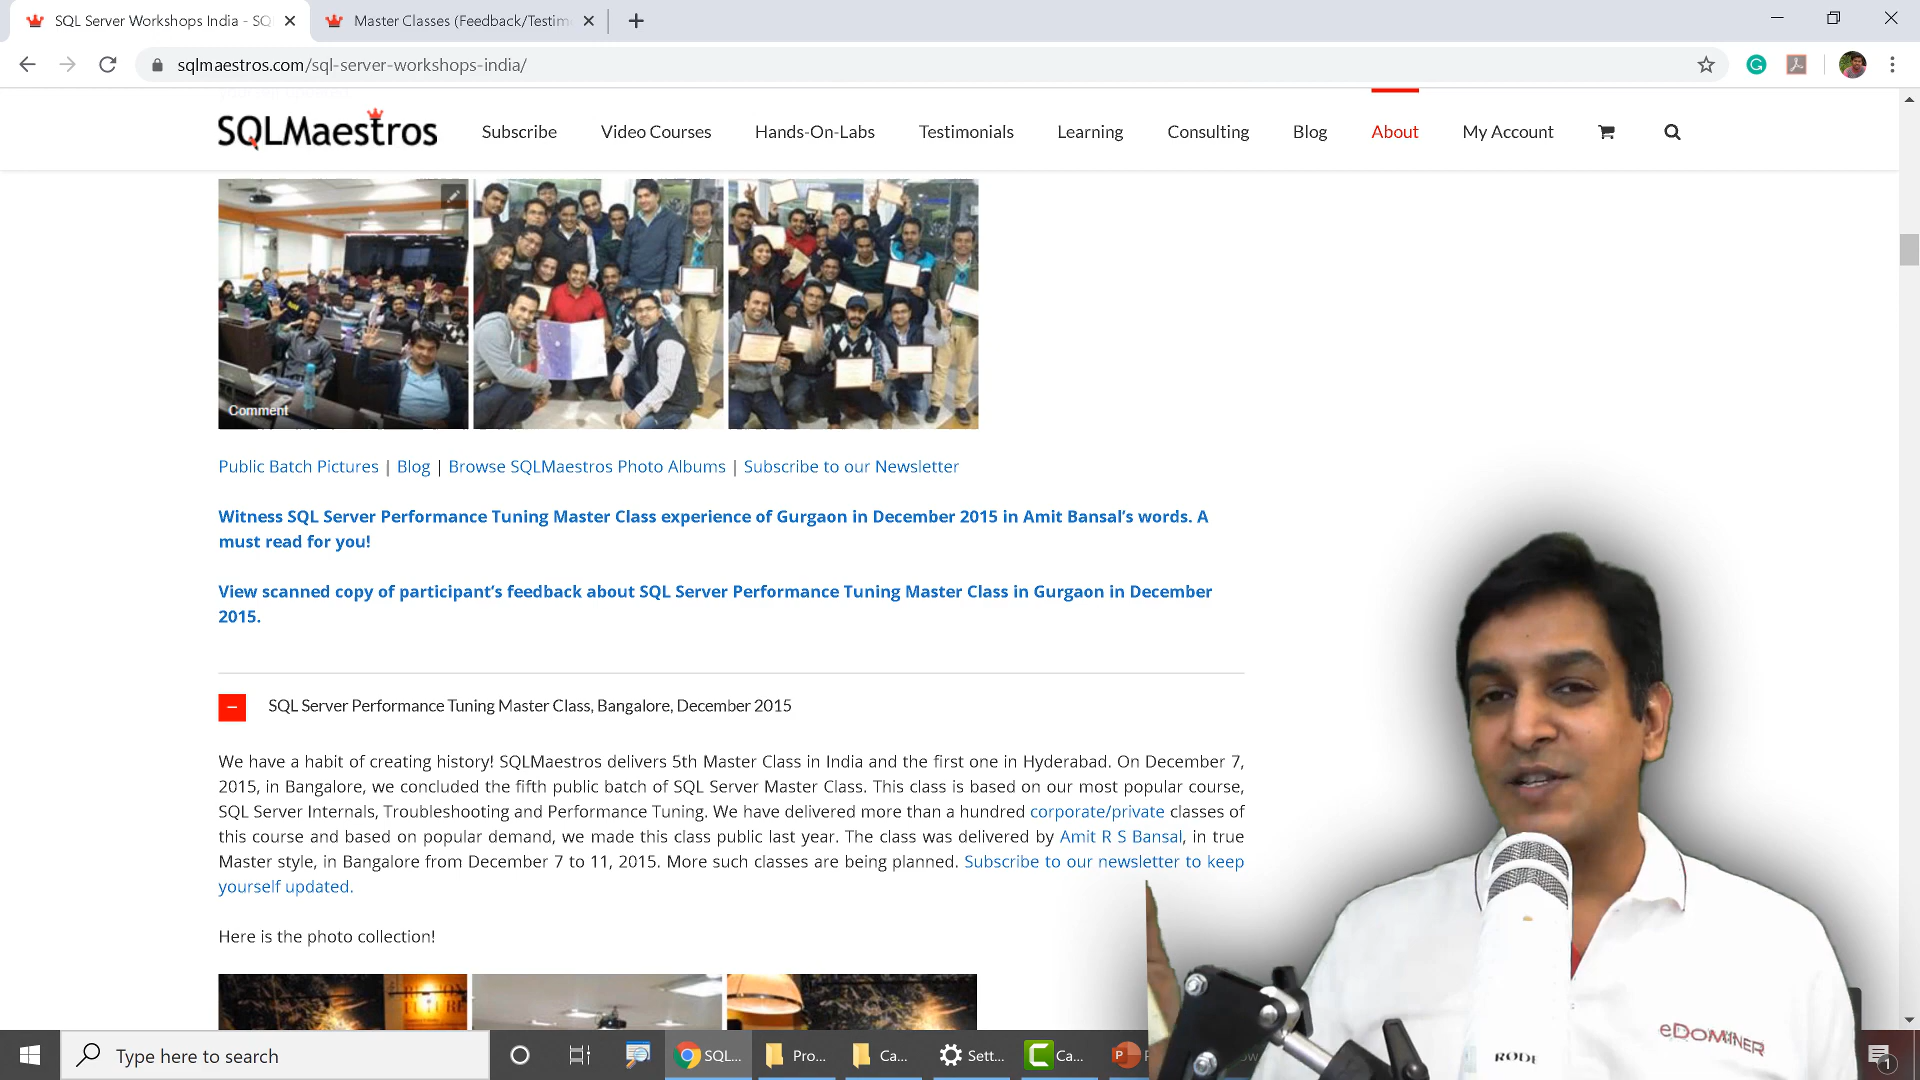 SQL Server Workshops India - SQ
Master Classes (Feedback/Testim
sqlmaestros.com/sql-server-workshops-india/
SQLMaestros
Subscribe
Video Courses
Hands-On-Labs
Testimonials
Learning
Consulting
Blog
About
My Account
Comment
Public Batch Pictures | Blog | Browse SQLMaestros Photo Albums | Subscribe to our Newsletter
Witness SQL Server Performance Tuning Master Class experience of Gurgaon in December 2015 in Amit Bansal's words. A
must read for you!
View scanned copy of participant's feedback about SQL Server Performance Tuning Master Class in Gurgaon in December
2015.
SQL Server Performance Tuning Master Class, Bangalore, December 2015
We have a habit of creating history! SQLMaestros delivers 5th Master Class in India and the first one in Hyderabad. On December 7,
2015, in Bangalore, we concluded the fifth public batch of SQL Server Master Class. This class is based on our most popular course,
SQL Server Internals, Troubleshooting and Performance Tuning. We have delivered more than a hundred corporate/private classes of
this course and based on popular demand, we made this class public last year. The class was delivered by Amit R S Bansal, in true
Master style, in Bangalore from December 7 to 11, 2015. More such classes are being planned. Subscribe to our newsletter to keep
yourself updated.
Here is the photo collection!
eDOMINER
RODE
Type here to search
SQL...
Pro...
Ca...
Sett...
Ca...
1